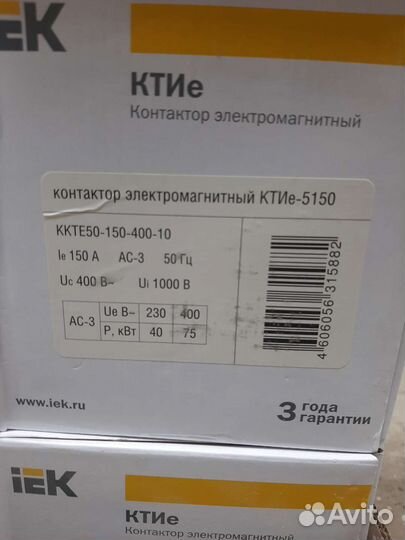 IEK
КТИе
Контактор электромагнитный
контактор электромагнитный КТИе-5150
KKTE50-150-400-10
Ie 150 А AC-3 50 Гц
Uc 400 В~ Ui 1000 В
AC-3
Ue В~ 230 400
P, кВт 40 75
4 606056 315882
www.iek.ru
3 года гарантии
IEK
КТИе
Контактор электромагнитный
Avito